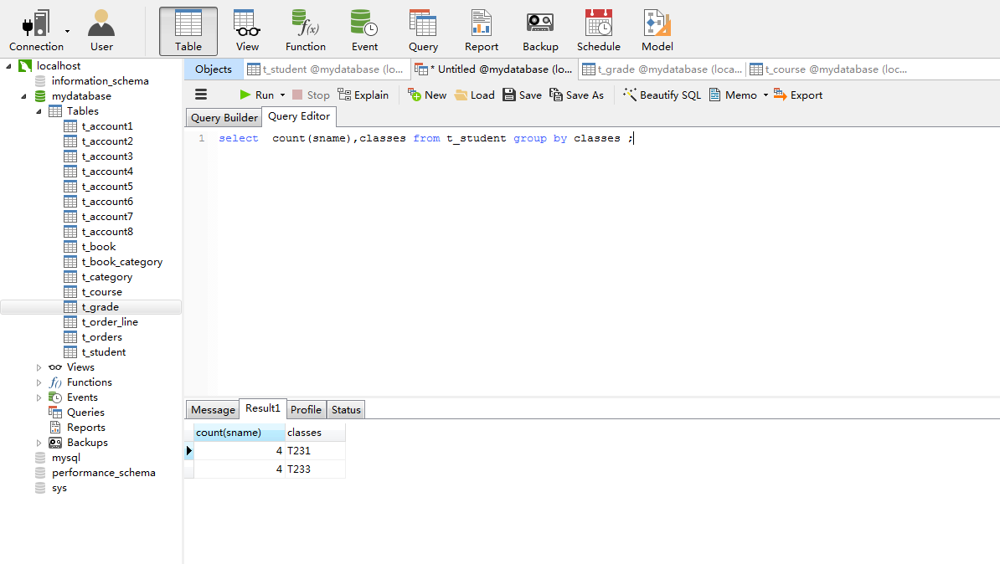 Connection User Table View Function Event Query Report Backup Schedule Model
localhost
information_schema
mydatabase
Tables
t_account1
t_account2
t_account3
t_account4
t_account5
t_account6
t_account7
t_account8
t_book
t_book_category
t_category
t_course
t_grade
t_order_line
t_orders
t_student
Views
Functions
Events
Queries
Reports
Backups
mysql
performance_schema
sys
Objects t_student @mydatabase (lo... * Untitled @mydatabase (lo... t_grade @mydatabase (loca... t_course @mydatabase (loc...
Run Stop Explain New Load Save Save As Beautify SQL Memo Export
Query Builder Query Editor
1 select  count(sname),classes from t_student group by classes ;
Message Result1 Profile Status
count(sname) classes
4 T231
4 T233